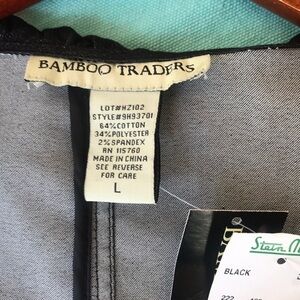 BAMBOO TRADERS
LOT#HZ102
STYLE#9H93701
64%COTTON
34%POLYESTER
2%SPANDEX
RN 115760
MADE IN CHINA
SEE REVERSE
FOR CARE
L
Stein
BLACK